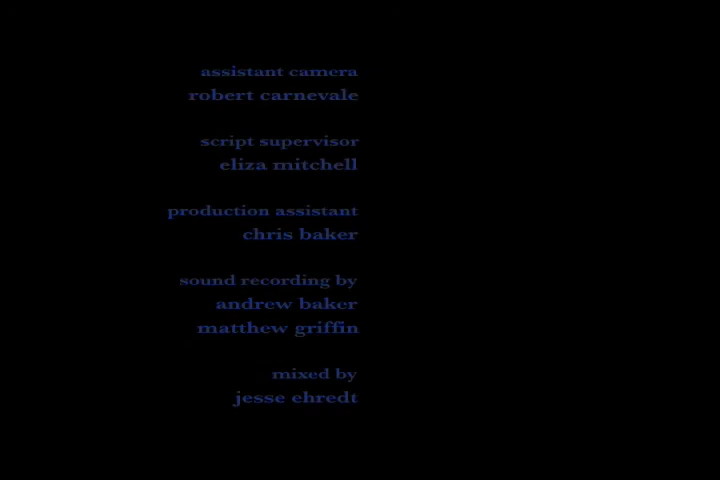 assistant camera
robert carnevale
script supervisor
eliza mitchell
production assistant
chris baker
sound recording by
andrew baker
matthew griffin
mixed by
jesse ehredt